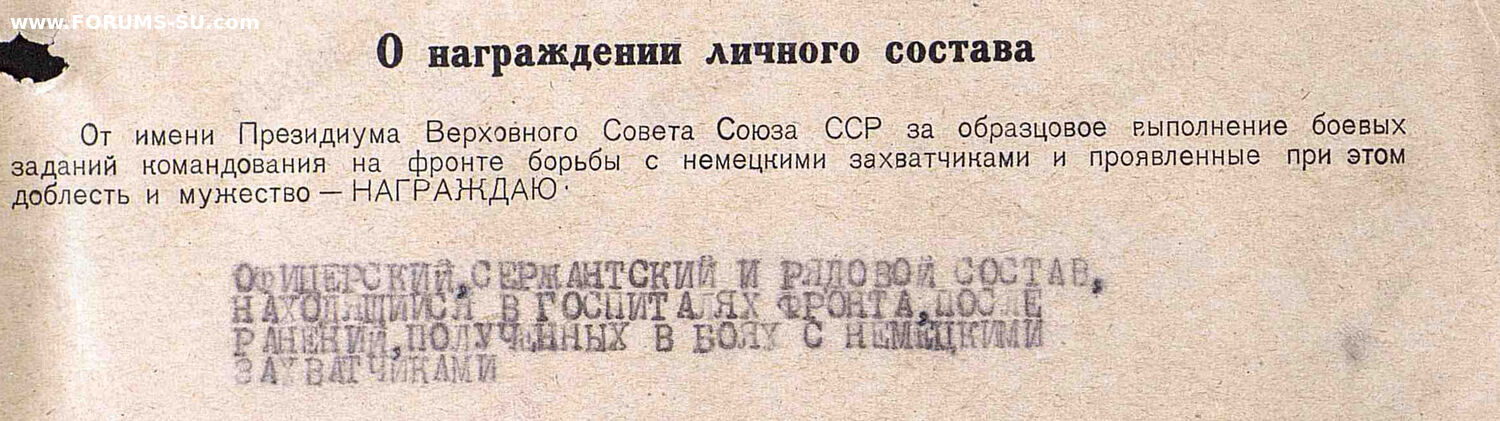 www.FORUMS-SU.com
О награждении личного состава
От имени Президиума Верховного Совета Союза ССР за образцовое выполнение боевых
заданий командования на фронте борьбы с немецкими захватчиками и проявленные при этом
доблесть и мужество — НАГРАЖДАЮ:
ОФИЦЕРСКИЙ, СЕРЖАНТСКИЙ И РЯДОВОЙ СОСТАВ,
НАХОДЯЩИЙСЯ В ГОСПИТАЛЯХ ФРОНТА, ПОСЛЕ
РАНЕНИЙ, ПОЛУЧЕННЫХ В БОЯХ С НЕМЕЦКИМИ
ЗАХВАТЧИКАМИ